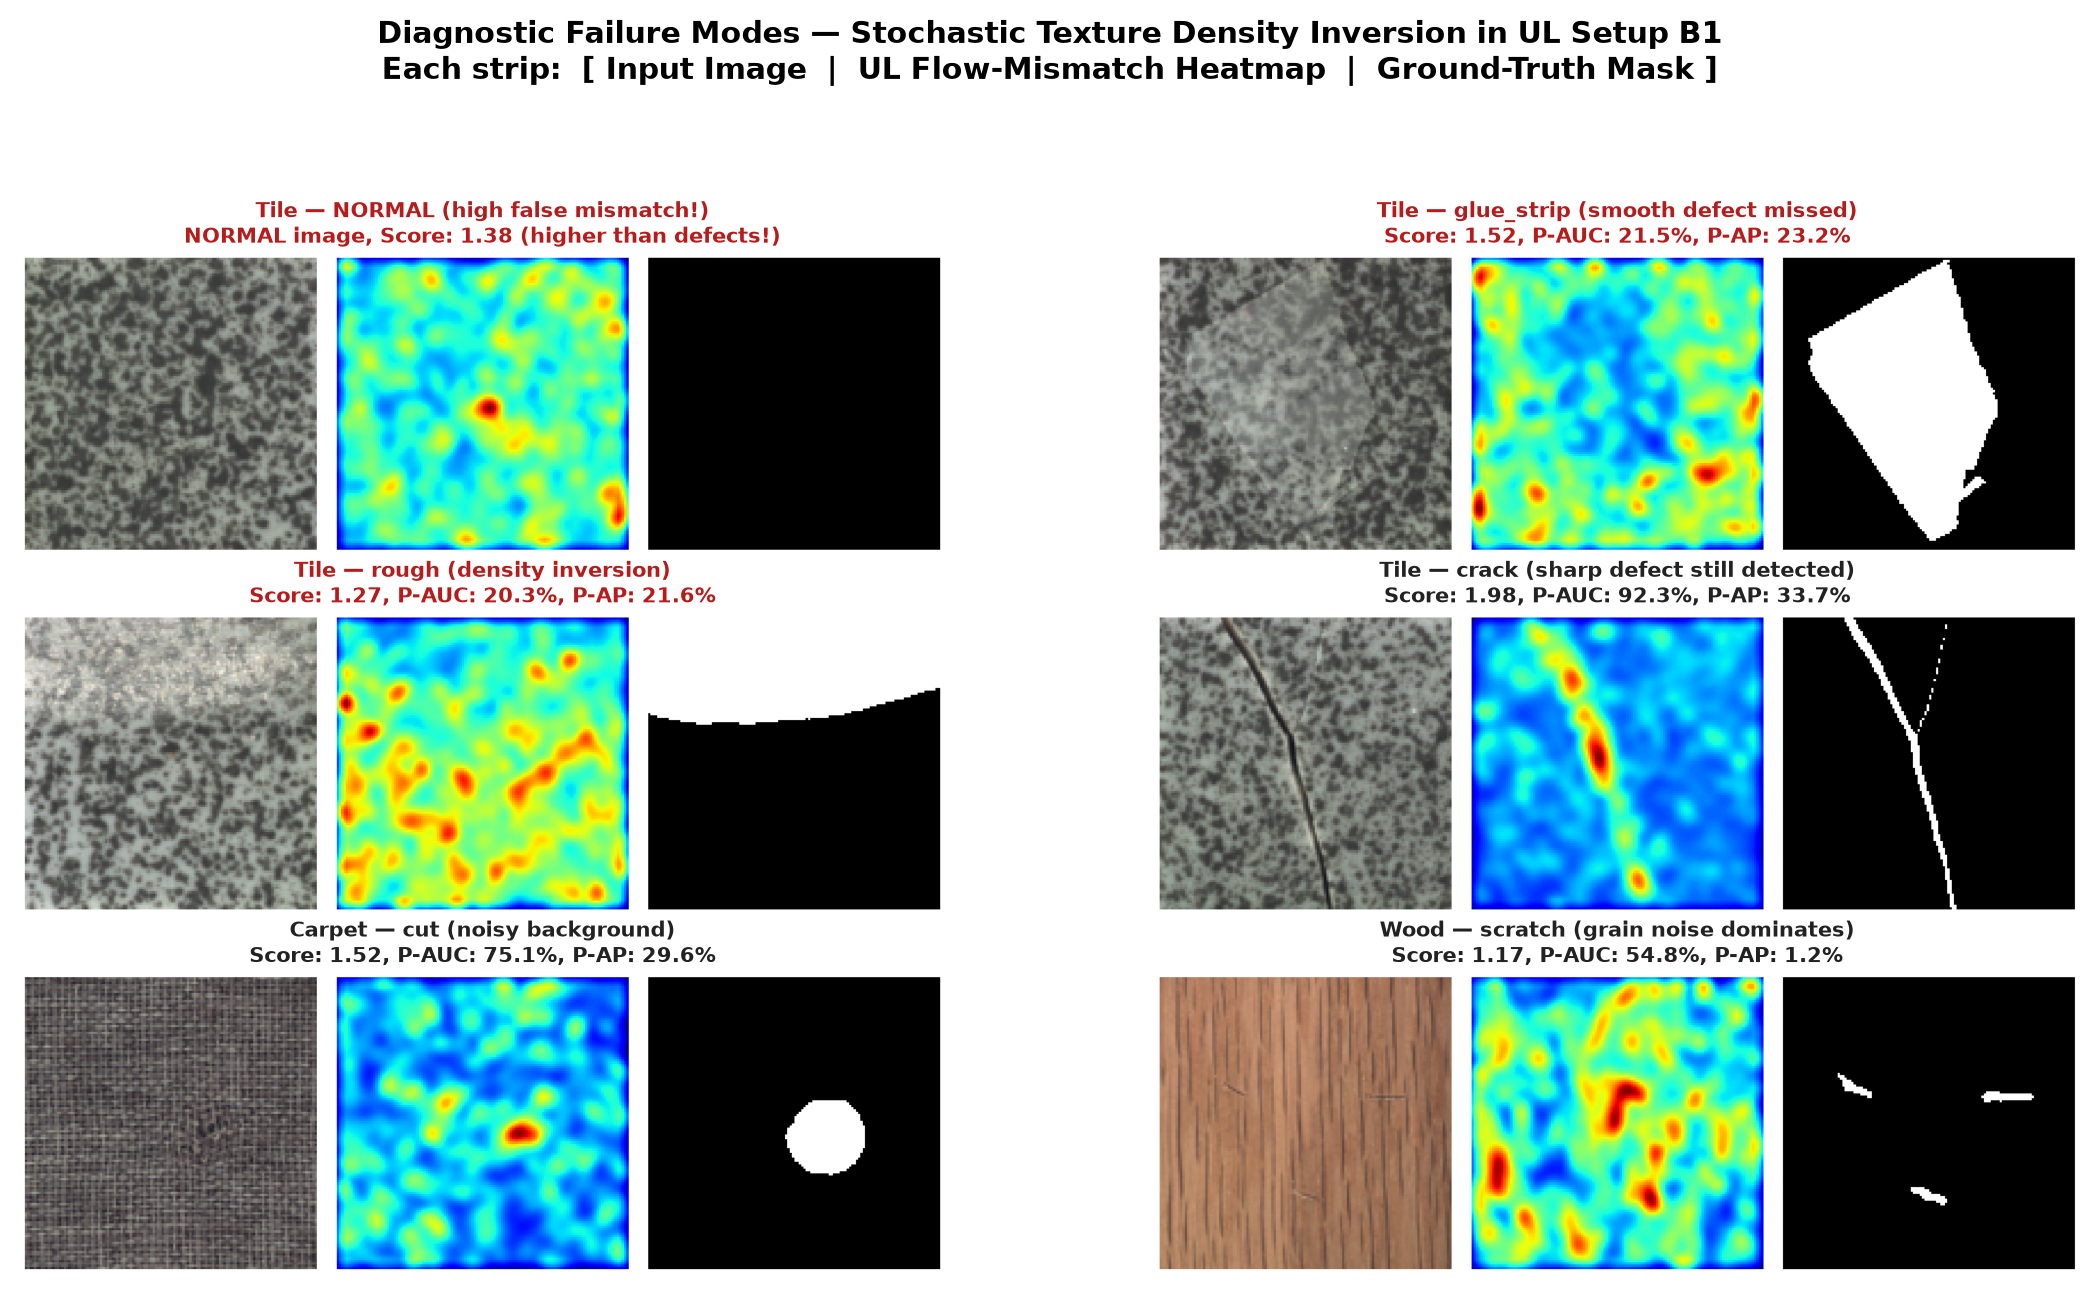 Diagnostic Failure Modes — Stochastic Texture Density Inversion in UL Setup B1
Each strip:  [ Input Image  |  UL Flow-Mismatch Heatmap  |  Ground-Truth Mask ]
Tile — NORMAL (high false mismatch!)
NORMAL image, Score: 1.38 (higher than defects!)
Tile — glue_strip (smooth defect missed)
Score: 1.52, P-AUC: 21.5%, P-AP: 23.2%
Tile — rough (density inversion)
Score: 1.27, P-AUC: 20.3%, P-AP: 21.6%
Tile — crack (sharp defect still detected)
Score: 1.98, P-AUC: 92.3%, P-AP: 33.7%
Carpet — cut (noisy background)
Score: 1.52, P-AUC: 75.1%, P-AP: 29.6%
Wood — scratch (grain noise dominates)
Score: 1.17, P-AUC: 54.8%, P-AP: 1.2%